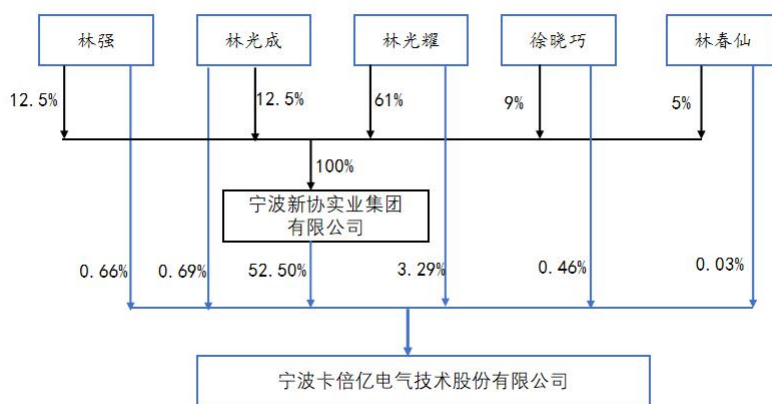 林强
林光成
林光耀
徐晓巧
林春仙
12.5%
12.5%
61%
9%
5%
100%
宁波新协实业集团
有限公司
0.66%
0.69%
52.50%
3.29%
0.46%
0.03%
宁波卡倍亿电气技术股份有限公司